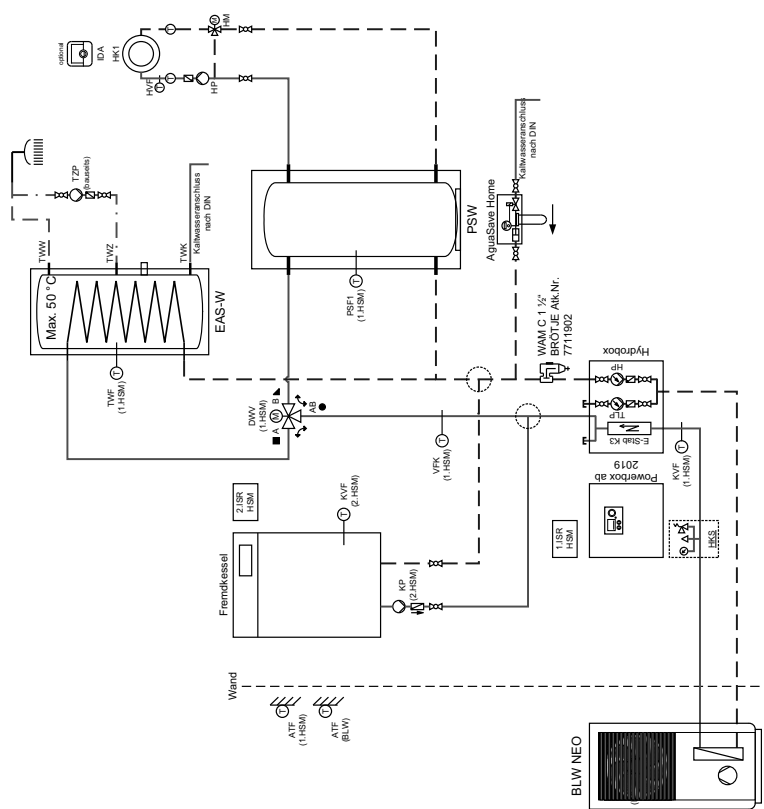 optional
IDA
HK1
T
T
M
HM
HVF
T
T
HP
TZP
(bauseits)
TWW
TWZ
TWK
Kaltwasseranschluss
nach DIN
Max. 50 °C
EAS-W
T
TWF
(1.HSM)
T
PSF1
(1.HSM)
PSW
AguaSave Home
Kaltwasseranschluss
nach DIN
DWV
(1.HSM)
M
A
B
AB
WAM C 1 ½"
BRÖTJE Atk.Nr.
7711902
Hydrobox
HP
TLP
E-Stab K3
T
VFK
(1.HSM)
T
KVF
(1.HSM)
2.ISR
HSM
T
KVF
(2.HSM)
Fremdkessel
KP
(2.HSM)
1.ISR
HSM
Powerbox ab
2019
HKS
Wand
T
ATF
(1.HSM)
T
ATF
(BLW)
BLW NEO